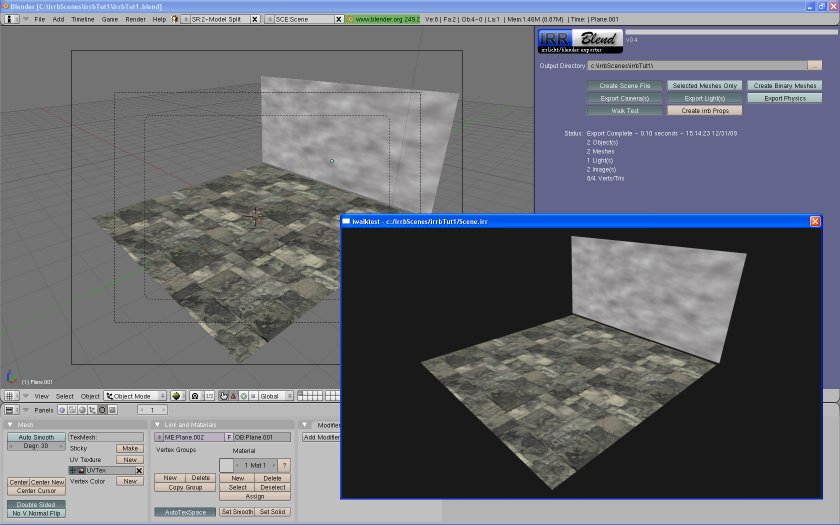 Blender [C:\irrbScenes\irrbTut1\irrbTut1.blend]
File Add Timeline Game Render Help SR:2-Model Split SCE:Scene www.blender.org 249.2 Ve:6 | Fa:2 | Ob:4-0 | La:1 | Mem:1.46M (0.67M) | Time: | Plane.001
IRR Blend
irrlicht/blender exporter
v0.4
Output Directory c:\irrbScenes\irrbTut1\ ...
Create Scene File Selected Meshes Only Create Binary Meshes
Export Camera(s) Export Light(s) Export Physics
Walk Test Create irrb Props
Status: Export Complete - 0.10 seconds - 15:14:23 12/31/09
2 Object(s)
2 Meshes
1 Light(s)
2 Image(s)
8/4 Verts/Tris
iwalktest - c:/irrbScenes/irrbTut1/Scene.irr
(1) Plane.001
View Select Object Object Mode Global
Panels 1
Mesh
Auto Smooth
Degr: 30
TexMesh:
Sticky Make
UV Texture New
UVTex
Vertex Color New
Center Center New
Center Cursor
Double Sided
No V.Normal Flip
Link and Materials
ME:Plane.002 F OB:Plane.001
Vertex Groups Material
1 Mat 1 ?
New Delete New Delete
Copy Group Select Deselect
Assign
AutoTexSpace Set Smooth Set Solid
Modifier
Add Modifier